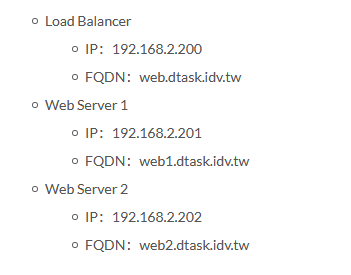 Load Balancer
IP：192.168.2.200
FQDN：web.dtask.idv.tw
Web Server 1
IP：192.168.2.201
FQDN：web1.dtask.idv.tw
Web Server 2
IP：192.168.2.202
FQDN：web2.dtask.idv.tw